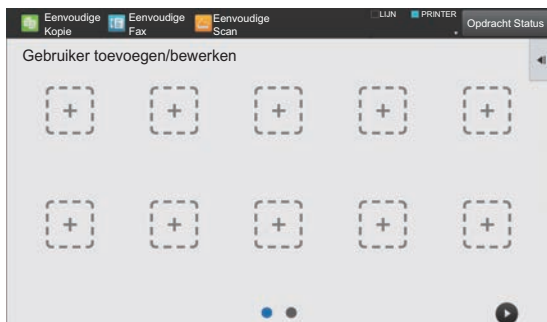 Eenvoudige Kopie
Eenvoudige Fax
Eenvoudige Scan
LIJN
PRINTER
Opdracht Status
Gebruiker toevoegen/bewerken